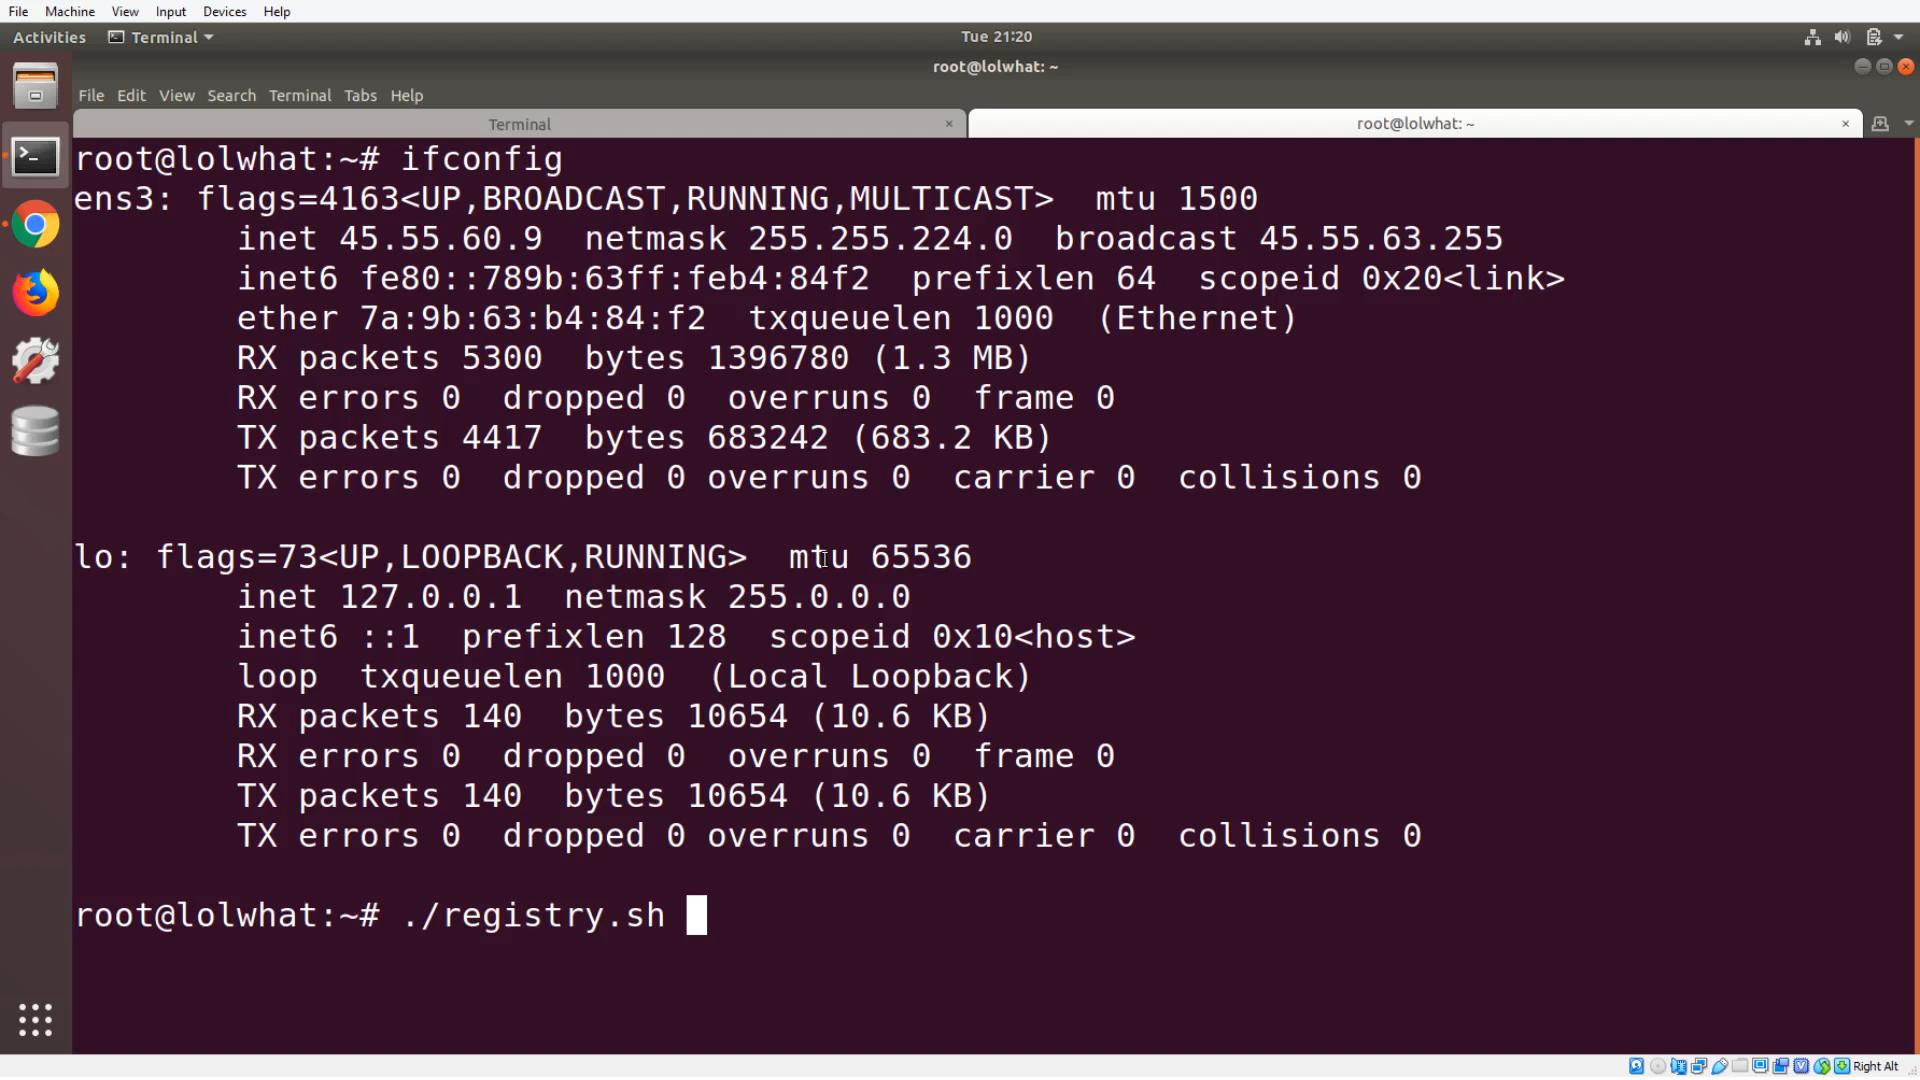 File Machine View Input Devices Help
Activities Terminal Tue 21:20
root@lolwhat: ~
File Edit View Search Terminal Tabs Help
Terminal × root@lolwhat: ~ ×
root@lolwhat:~# ifconfig
ens3: flags=4163<UP,BROADCAST,RUNNING,MULTICAST>  mtu 1500
        inet 45.55.60.9  netmask 255.255.224.0  broadcast 45.55.63.255
        inet6 fe80::789b:63ff:feb4:84f2  prefixlen 64  scopeid 0x20<link>
        ether 7a:9b:63:b4:84:f2  txqueuelen 1000  (Ethernet)
        RX packets 5300  bytes 1396780 (1.3 MB)
        RX errors 0  dropped 0  overruns 0  frame 0
        TX packets 4417  bytes 683242 (683.2 KB)
        TX errors 0  dropped 0 overruns 0  carrier 0  collisions 0
lo: flags=73<UP,LOOPBACK,RUNNING>  mtu 65536
        inet 127.0.0.1  netmask 255.0.0.0
        inet6 ::1  prefixlen 128  scopeid 0x10<host>
        loop  txqueuelen 1000  (Local Loopback)
        RX packets 140  bytes 10654 (10.6 KB)
        RX errors 0  dropped 0  overruns 0  frame 0
        TX packets 140  bytes 10654 (10.6 KB)
        TX errors 0  dropped 0 overruns 0  carrier 0  collisions 0
root@lolwhat:~# ./registry.sh
Right Alt